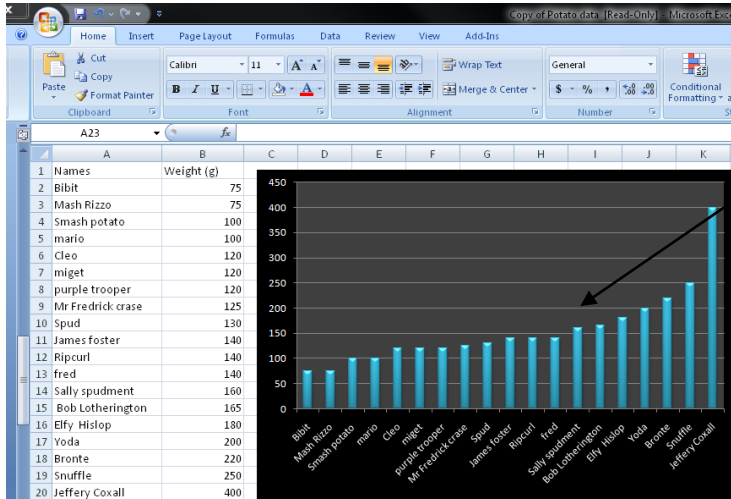 Copy of Potato data [Read-Only] - Microsoft Exc
Home Insert Page Layout Formulas Data Review View Add-Ins
Paste
Cut
Copy
Format Painter
Clipboard
Calibri 11 A A
B I U A
Font
Wrap Text
Merge & Center
Alignment
General
$ % , .0 .00 .00 .0
Number
Conditional
Formatting
A23 fx
A B C D E F G H I J K
1 Names Weight (g)
2 Bibit 75
3 Mash Rizzo 75
4 Smash potato 100
5 mario 100
6 Cleo 120
7 miget 120
8 purple trooper 120
9 Mr Fredrick crase 125
10 Spud 130
11 James foster 140
12 Ripcurl 140
13 fred 140
14 Sally spudment 160
15 Bob Lotherington 165
16 Elfy Hislop 180
17 Yoda 200
18 Bronte 220
19 Snuffle 250
20 Jeffery Coxall 400
450
400
350
300
250
200
150
100
50
0
Bibit Mash Rizzo Smash potato mario Cleo miget purple trooper Mr Fredrick crase Spud James foster Ripcurl fred Sally spudment Bob Lotherington Elfy Hislop Yoda Bronte Snuffle Jeffery Coxall